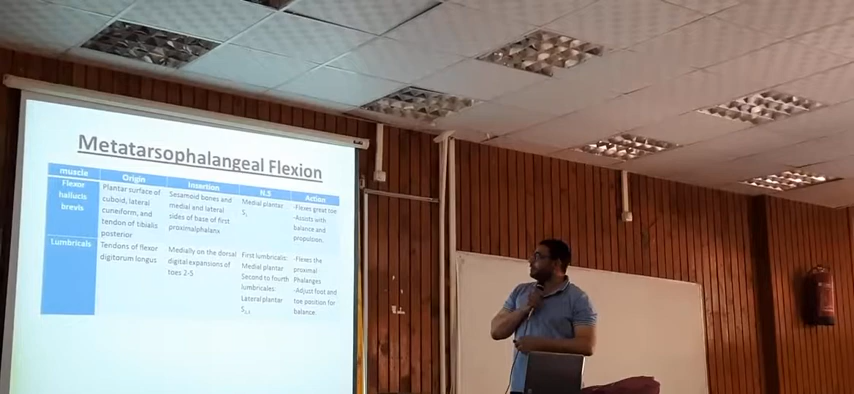 Metatarsophalangeal Flexion
muscle
Origin
Insartion
N.S
Action
Flexor
hallucis
brevis
Plantar surface of
cuboid, lateral
cuneiform, and
tendon of tibialis
posterior
Sesamoid bones and
medial and lateral
sides of base of first
proximalphalanx
Medial plantar
S₁
-Flexes great toe
-Assists with
balance and
propulsion.
Lumbricals
Tendons of flexor
digitorum longus
Medially on the dorsal
digital expansions of
toes 2-5
First lumbricalis:
Medial plantar
Second to fourth
lumbricales:
Lateral plantar
-Flexes the
proximal
Phalanges
-Adjust foot and
toe position for
balance